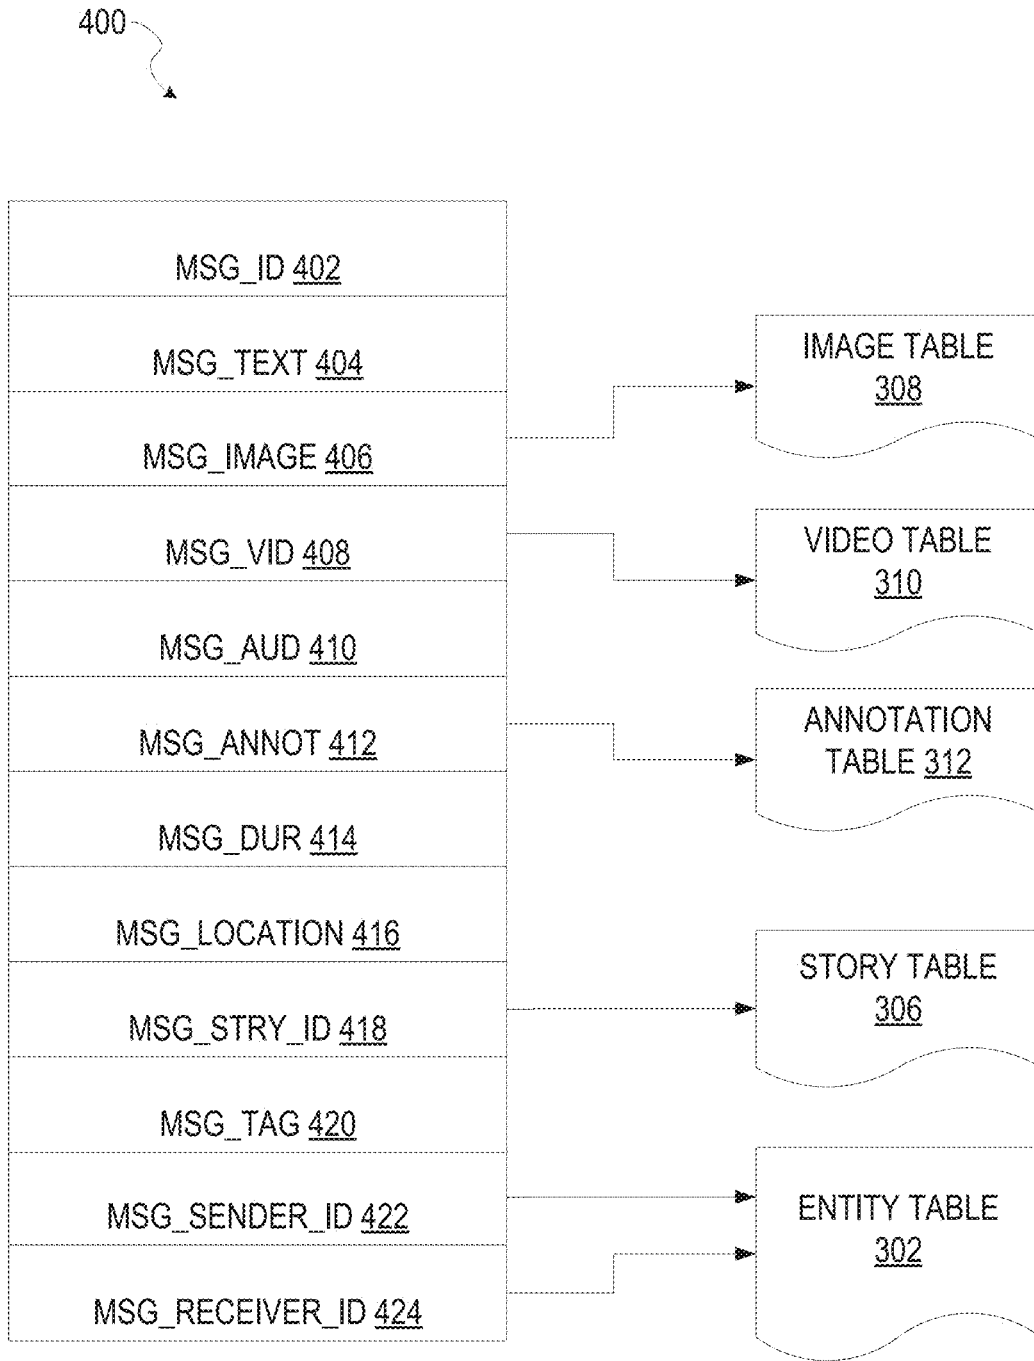 400
MSG_ID 402
MSG_TEXT 404
MSG_IMAGE 406
MSG_VID 408
MSG_AUD 410
MSG_ANNOT 412
MSG_DUR 414
MSG_LOCATION 416
MSG_STRY_ID 418
MSG_TAG 420
MSG_SENDER_ID 422
MSG_RECEIVER_ID 424
IMAGE TABLE
308
VIDEO TABLE
310
ANNOTATION
TABLE 312
STORY TABLE
306
ENTITY TABLE
302